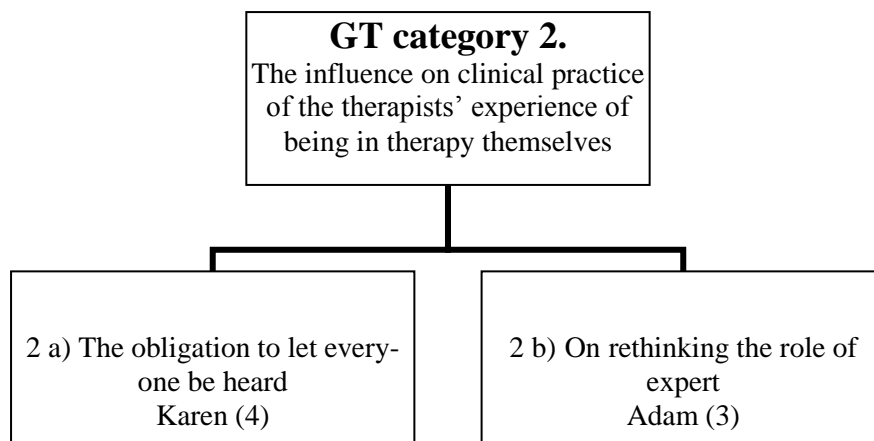 GT category 2.
The influence on clinical practice
of the therapists’ experience of
being in therapy themselves
2 a) The obligation to let every-
one be heard
Karen (4)
2 b) On rethinking the role of
expert
Adam (3)